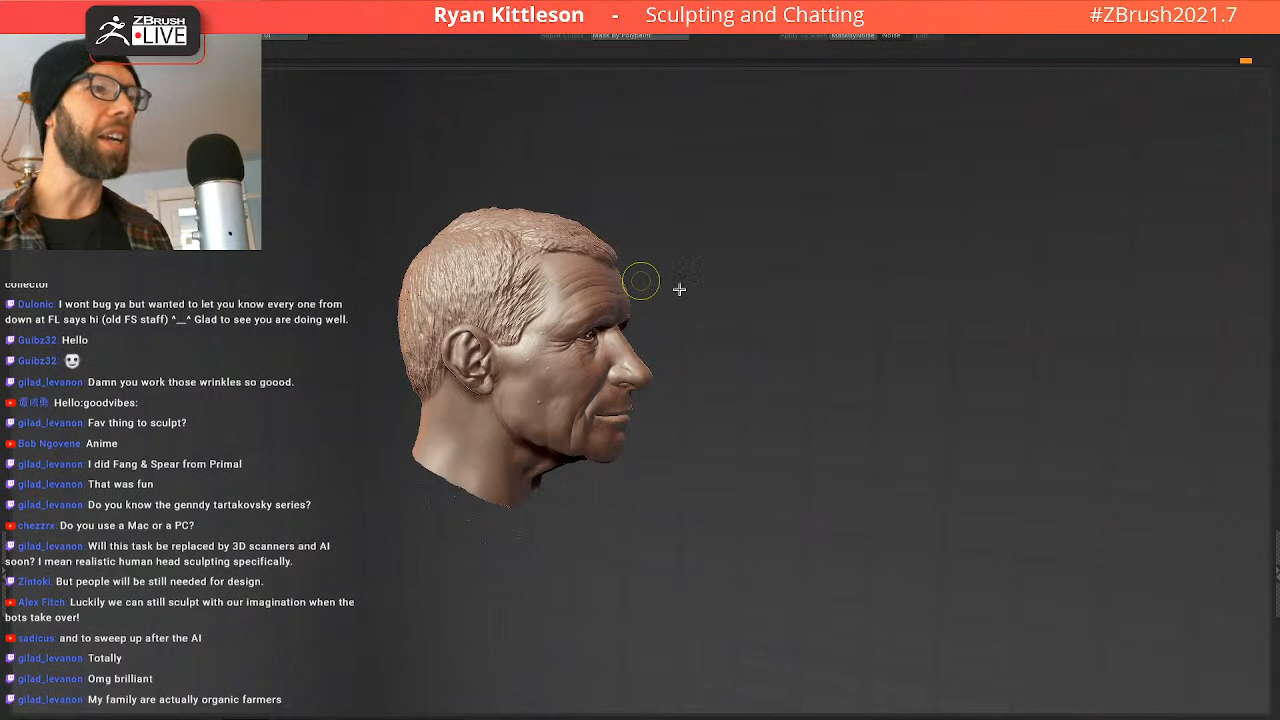 Ryan Kittleson - Sculpting and Chatting
#ZBrush2021.7
ZBRUSH
LIVE
Mask By Polypaint
MaskByNoise
Noise
collector
Dulonic: I wont bug ya but wanted to let you know every one from
down at FL says hi (old FS staff) ^__^ Glad to see you are doing well.
Guibz32: Hello
Guibz32:
gilad_levanon: Damn you work those wrinkles so goood.
Hello:goodvibes:
gilad_levanon: Fav thing to sculpt?
Bob Ngovene: Anime
gilad_levanon: I did Fang & Spear from Primal
gilad_levanon: That was fun
gilad_levanon: Do you know the genndy tartakovsky series?
chezzrx: Do you use a Mac or a PC?
gilad_levanon: Will this task be replaced by 3D scanners and AI
soon? I mean realistic human head sculpting specifically.
Zintoki: But people will be still needed for design.
Alex Fitch: Luckily we can still sculpt with our imagination when the
bots take over!
sadicus: and to sweep up after the AI
gilad_levanon: Totally
gilad_levanon: Omg brilliant
gilad_levanon: My family are actually organic farmers